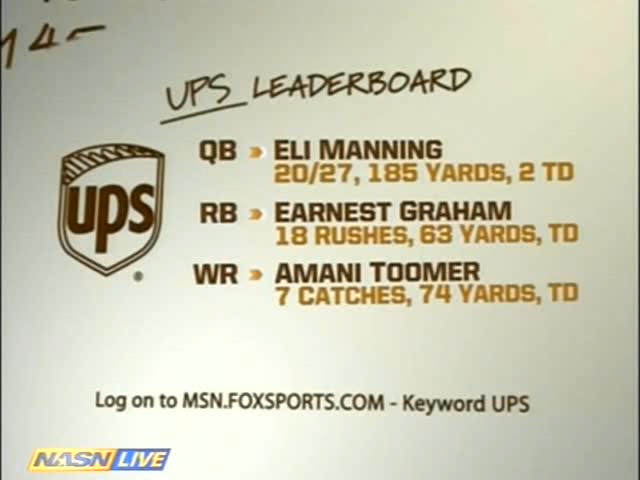 14-
UPS LEADERBOARD
QB » ELI MANNING
20/27, 185 YARDS, 2 TD
RB » EARNEST GRAHAM
18 RUSHES, 63 YARDS, TD
WR » AMANI TOOMER
7 CATCHES, 74 YARDS, TD
ups
®
Log on to MSN.FOXSPORTS.COM - Keyword UPS
NASN LIVE